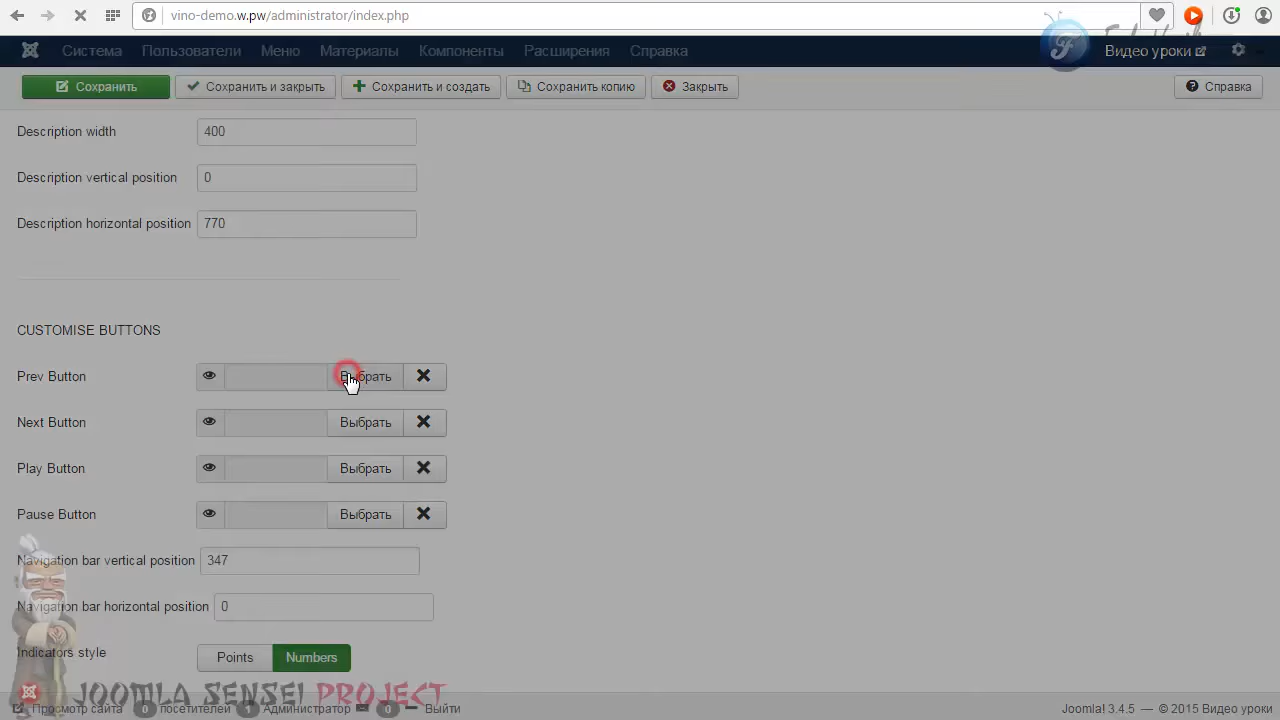 vino-demo.w.pw/administrator/index.php
Система Пользователи Меню Материалы Компоненты Расширения Справка Видео уроки
Сохранить Сохранить и закрыть Сохранить и создать Сохранить копию Закрыть Справка
Description width 400
Description vertical position 0
Description horizontal position 770
CUSTOMISE BUTTONS
Prev Button Выбрать
Next Button Выбрать
Play Button Выбрать
Pause Button Выбрать
Navigation bar vertical position 347
Navigation bar horizontal position 0
Indicators style Points Numbers
JOOMLA SENSEI PROJECT
Просмотр сайта 0 посетителей 1 Администратор 0 Выйти Joomla! 3.4.5 — © 2015 Видео уроки